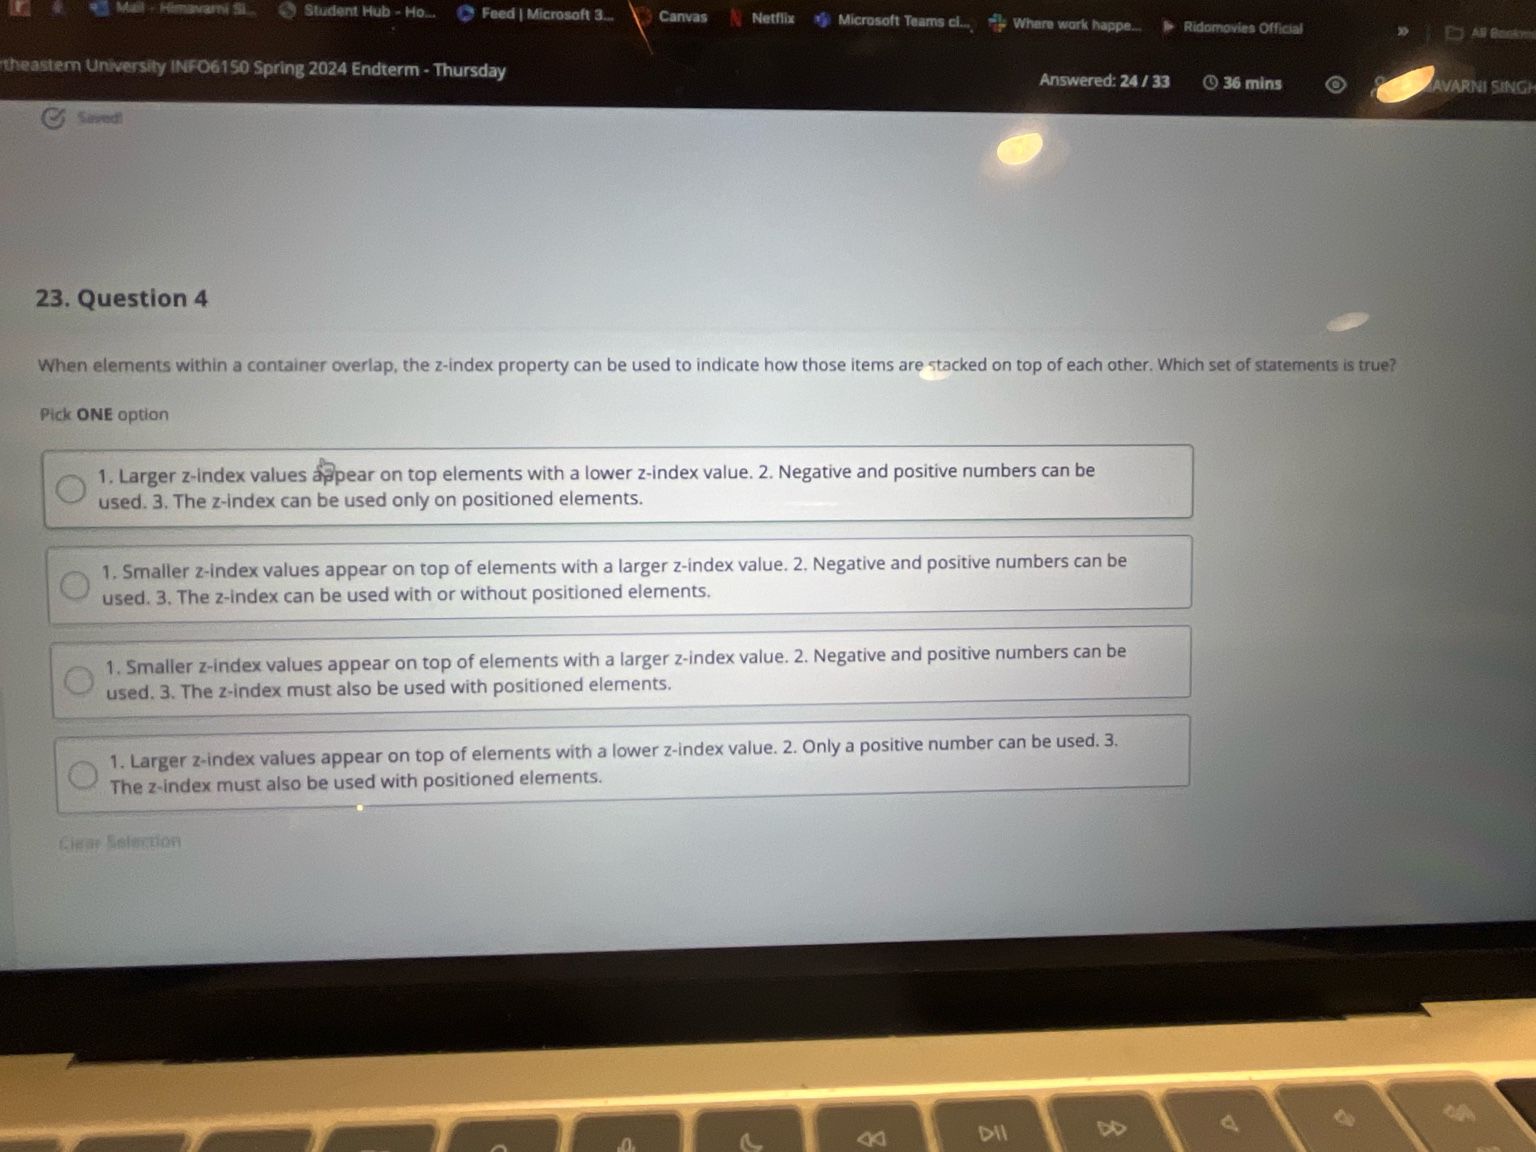 Mail - Himavarni Si...
Student Hub - Ho...
Feed | Microsoft 3...
Canvas
Netflix
Microsoft Teams cl...
Where work happe...
Ridomovies Official
»
All
theastern University INFO6150 Spring 2024 Endterm - Thursday
Answered: 24 / 33
36 mins
AVARNI SINGH
Saved!
23. Question 4
When elements within a container overlap, the z-index property can be used to indicate how those items are stacked on top of each other. Which set of statements is true?
Pick ONE option
1. Larger z-index values appear on top elements with a lower z-index value. 2. Negative and positive numbers can be
used. 3. The z-index can be used only on positioned elements.
1. Smaller z-index values appear on top of elements with a larger z-index value. 2. Negative and positive numbers can be
used. 3. The z-index can be used with or without positioned elements.
1. Smaller z-index values appear on top of elements with a larger z-index value. 2. Negative and positive numbers can be
used. 3. The z-index must also be used with positioned elements.
1. Larger z-index values appear on top of elements with a lower z-index value. 2. Only a positive number can be used. 3.
The z-index must also be used with positioned elements.
Clear Selection